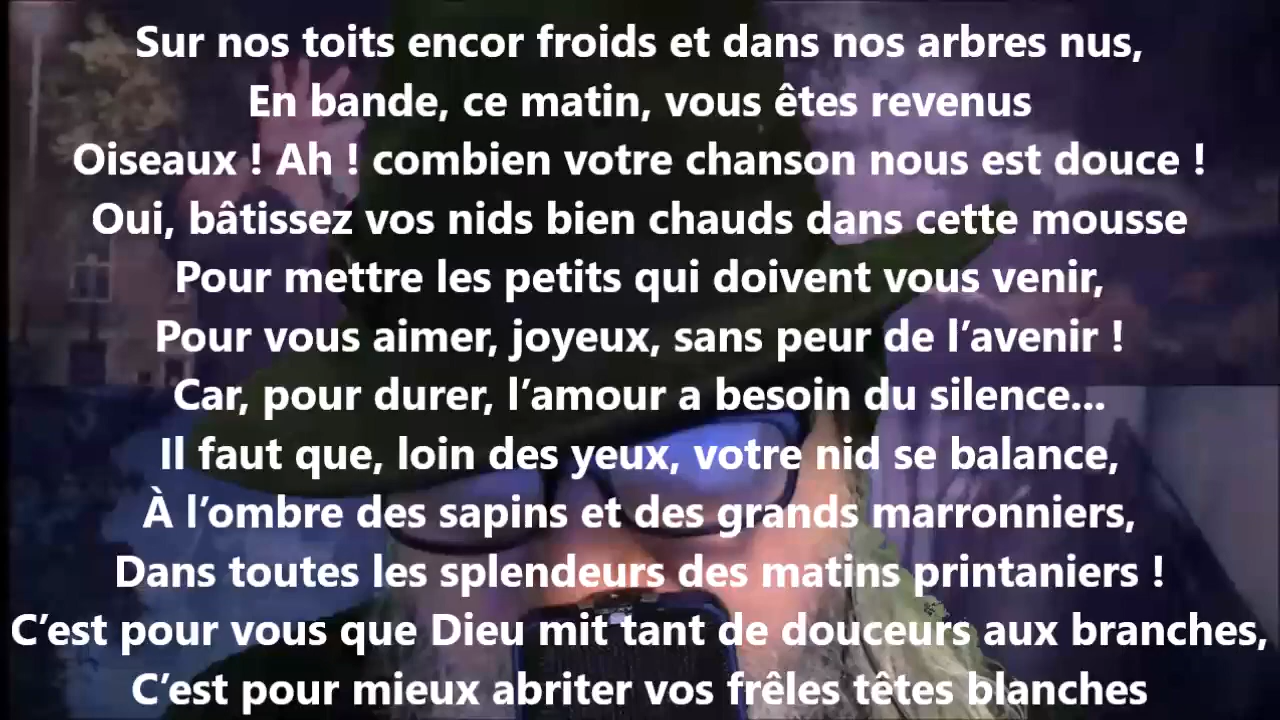 Sur nos toits encor froids et dans nos arbres nus,
En bande, ce matin, vous êtes revenus
Oiseaux ! Ah ! combien votre chanson nous est douce !
Oui, bâtissez vos nids bien chauds dans cette mousse
Pour mettre les petits qui doivent vous venir,
Pour vous aimer, joyeux, sans peur de l’avenir !
Car, pour durer, l’amour a besoin du silence...
Il faut que, loin des yeux, votre nid se balance,
À l’ombre des sapins et des grands marronniers,
Dans toutes les splendeurs des matins printaniers !
C’est pour vous que Dieu mit tant de douceurs aux branches,
C’est pour mieux abriter vos frêles têtes blanches